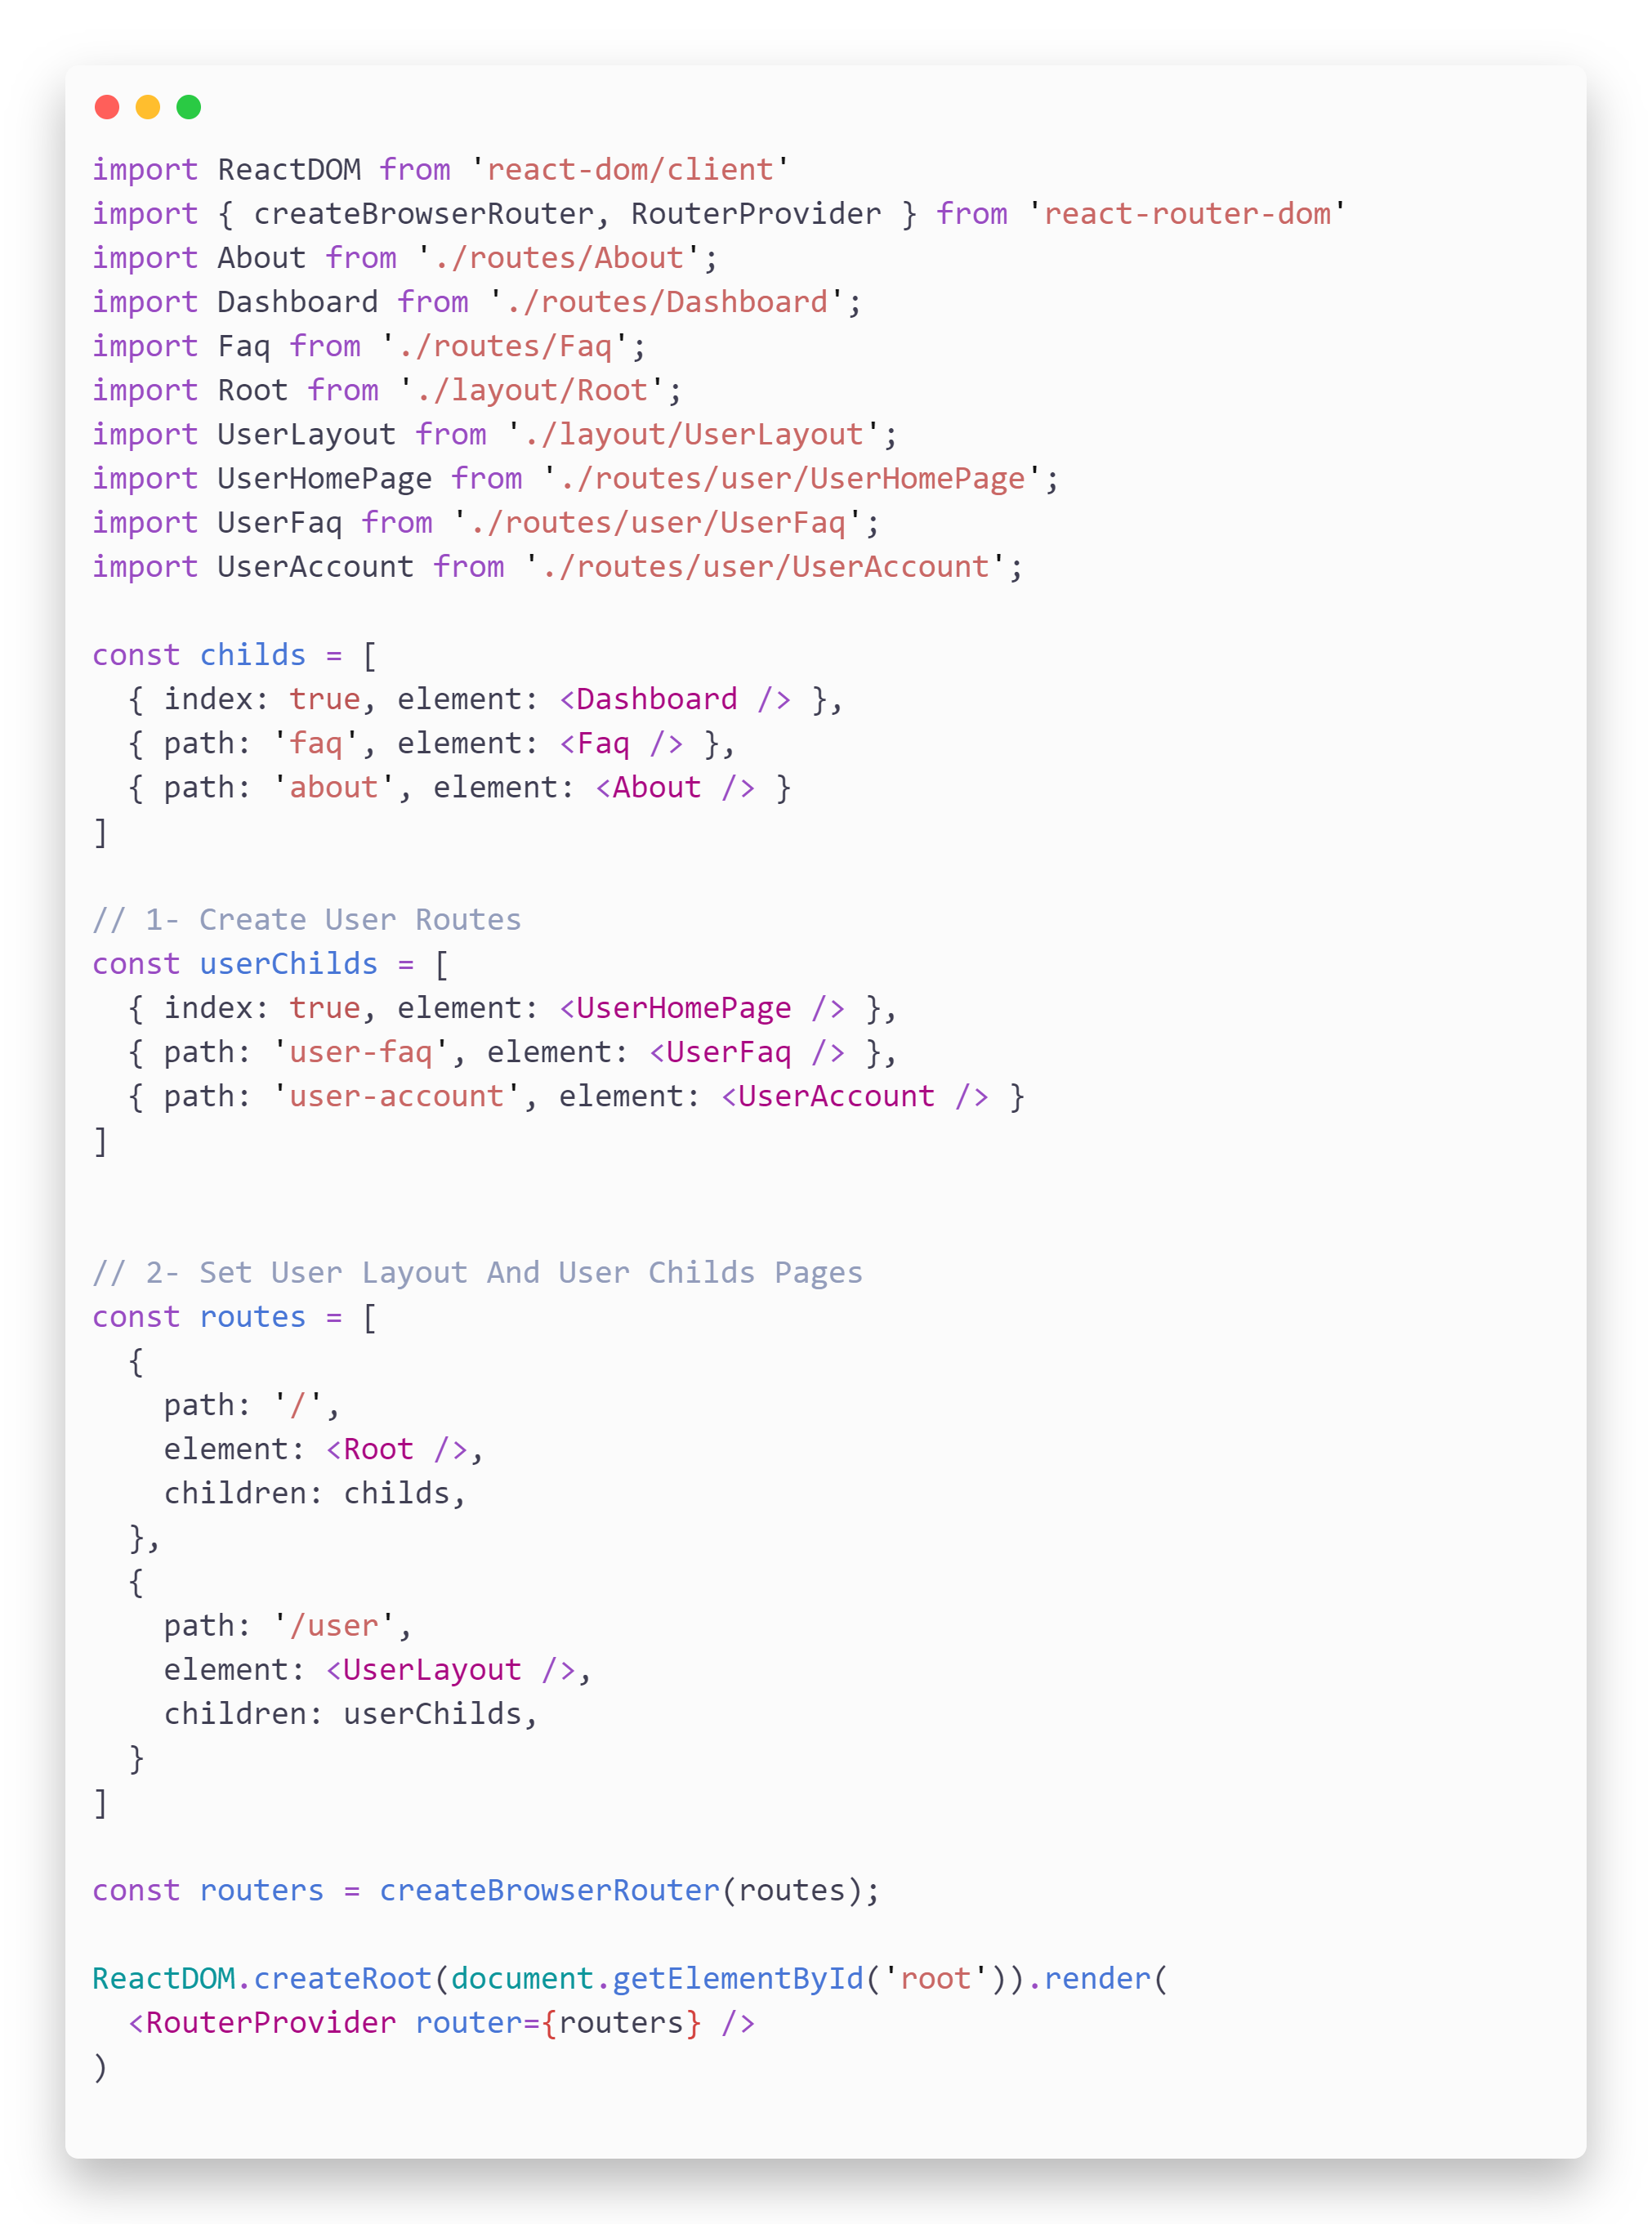 import ReactDOM from 'react-dom/client'
import { createBrowserRouter, RouterProvider } from 'react-router-dom'
import About from './routes/About';
import Dashboard from './routes/Dashboard';
import Faq from './routes/Faq';
import Root from './layout/Root';
import UserLayout from './layout/UserLayout';
import UserHomePage from './routes/user/UserHomePage';
import UserFaq from './routes/user/UserFaq';
import UserAccount from './routes/user/UserAccount';

const childs = [
  { index: true, element: <Dashboard /> },
  { path: 'faq', element: <Faq /> },
  { path: 'about', element: <About /> }
]

// 1- Create User Routes
const userChilds = [
  { index: true, element: <UserHomePage /> },
  { path: 'user-faq', element: <UserFaq /> },
  { path: 'user-account', element: <UserAccount /> }
]


// 2- Set User Layout And User Childs Pages
const routes = [
  {
    path: '/',
    element: <Root />,
    children: childs,
  },
  {
    path: '/user',
    element: <UserLayout />,
    children: userChilds,
  }
]

const routers = createBrowserRouter(routes);

ReactDOM.createRoot(document.getElementById('root')).render(
  <RouterProvider router={routers} />
)